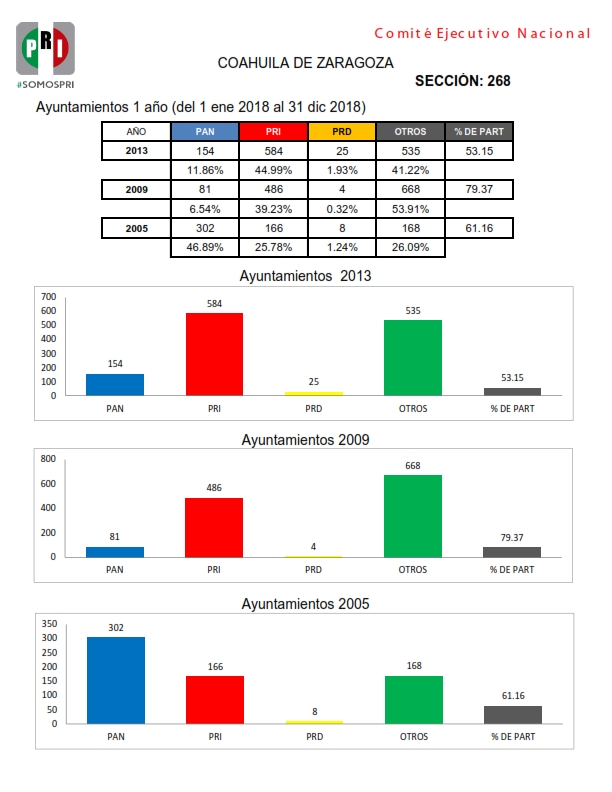 Comité Ejecutivo Nacional
PRI
#SOMOSPRI
COAHUILA DE ZARAGOZA
SECCIÓN: 268
Ayuntamientos 1 año (del 1 ene 2018 al 31 dic 2018)
AÑO PAN PRI PRD OTROS % DE PART
2013 154 584 25 535 53.15
11.86% 44.99% 1.93% 41.22%
2009 81 486 4 668 79.37
6.54% 39.23% 0.32% 53.91%
2005 302 166 8 168 61.16
46.89% 25.78% 1.24% 26.09%
Ayuntamientos 2013
700
600
500
400
300
200
100
0
154 584 25 535 53.15
PAN PRI PRD OTROS % DE PART
Ayuntamientos 2009
800
600
400
200
0
81 486 4 668 79.37
PAN PRI PRD OTROS % DE PART
Ayuntamientos 2005
350
300
250
200
150
100
50
0
302 166 8 168 61.16
PAN PRI PRD OTROS % DE PART